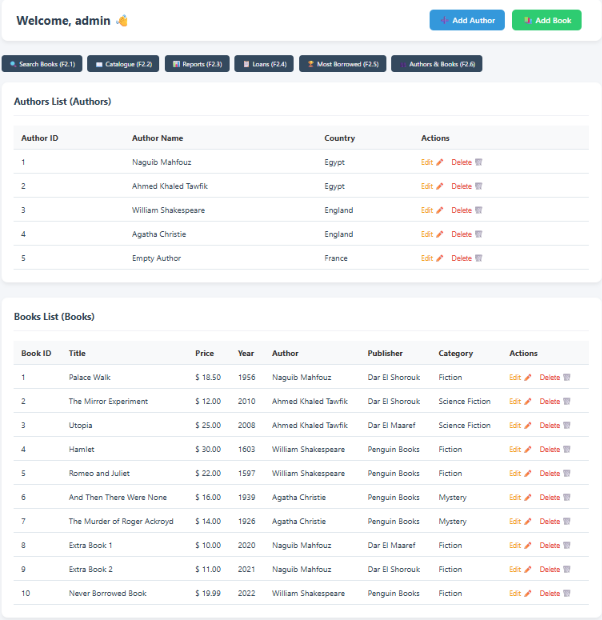 Welcome, admin 👋
➕ Add Author
📚 Add Book
🔍 Search Books (F2.1)
📖 Catalogue (F2.2)
📊 Reports (F2.3)
📋 Loans (F2.4)
🏆 Most Borrowed (F2.5)
Authors & Books (F2.6)
Authors List (Authors)
Author ID Author Name Country Actions
1 Naguib Mahfouz Egypt Edit Delete
2 Ahmed Khaled Tawfik Egypt Edit Delete
3 William Shakespeare England Edit Delete
4 Agatha Christie England Edit Delete
5 Empty Author France Edit Delete
Books List (Books)
Book ID Title Price Year Author Publisher Category Actions
1 Palace Walk $ 18.50 1956 Naguib Mahfouz Dar El Shorouk Fiction Edit Delete
2 The Mirror Experiment $ 12.00 2010 Ahmed Khaled Tawfik Dar El Shorouk Science Fiction Edit Delete
3 Utopia $ 25.00 2008 Ahmed Khaled Tawfik Dar El Maaref Science Fiction Edit Delete
4 Hamlet $ 30.00 1603 William Shakespeare Penguin Books Fiction Edit Delete
5 Romeo and Juliet $ 22.00 1597 William Shakespeare Penguin Books Fiction Edit Delete
6 And Then There Were None $ 16.00 1939 Agatha Christie Penguin Books Mystery Edit Delete
7 The Murder of Roger Ackroyd $ 14.00 1926 Agatha Christie Penguin Books Mystery Edit Delete
8 Extra Book 1 $ 10.00 2020 Naguib Mahfouz Dar El Maaref Fiction Edit Delete
9 Extra Book 2 $ 11.00 2021 Naguib Mahfouz Dar El Shorouk Fiction Edit Delete
10 Never Borrowed Book $ 19.99 2022 William Shakespeare Penguin Books Fiction Edit Delete